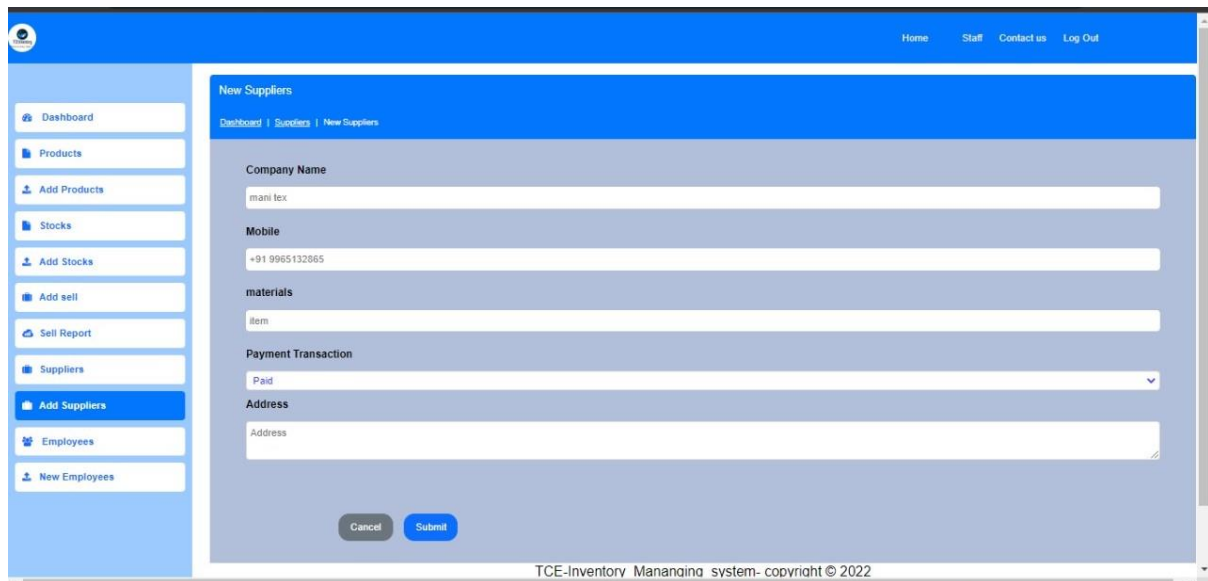 Home Staff Contact us Log Out
New Suppliers
Dashboard | Suppliers | New Suppliers
Dashboard
Products
Add Products
Stocks
Add Stocks
Add sell
Sell Report
Suppliers
Add Suppliers
Employees
New Employees
Company Name
mani tex
Mobile
+91 9965132865
materials
item
Payment Transaction
Paid
Address
Address
Cancel Submit
TCE-Inventory Mananging system- copyright © 2022